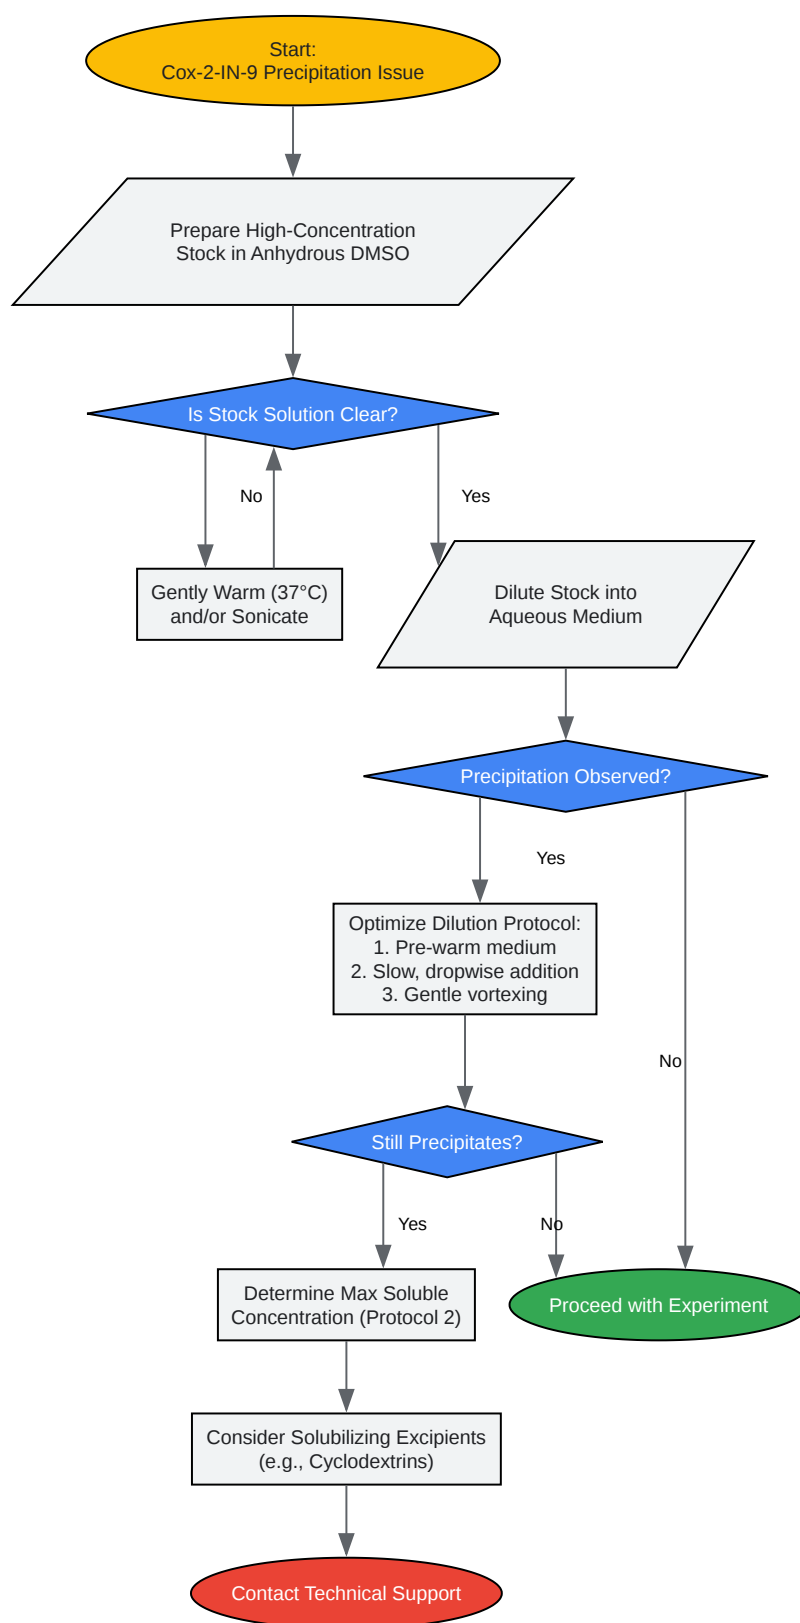 Start:
Cox-2-IN-9 Precipitation Issue
Prepare High-Concentration
Stock in Anhydrous DMSO
Is Stock Solution Clear?
No
Yes
Gently Warm (37°C)
and/or Sonicate
Dilute Stock into
Aqueous Medium
Precipitation Observed?
Yes
Optimize Dilution Protocol:
1. Pre-warm medium
2. Slow, dropwise addition
3. Gentle vortexing
No
Still Precipitates?
Yes
No
Determine Max Soluble
Concentration (Protocol 2)
Proceed with Experiment
Consider Solubilizing Excipients
(e.g., Cyclodextrins)
Contact Technical Support